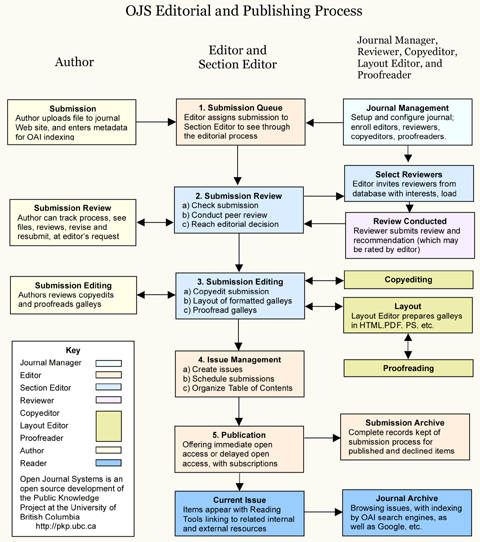 OJS Editorial and Publishing Process
Author
Editor and
Section Editor
Journal Manager,
Reviewer, Copyeditor,
Layout Editor, and
Proofreader
Submission
Author uploads file to journal
Web site, and enters metadata
for OAI indexing
1. Submission Queue
Editor assigns submission to
Section Editor to see through
the editorial process
Journal Management
Setup and configure journal;
enroll editors, reviewers,
copyeditors, proofreaders.
Select Reviewers
Editor invites reviewers from
database with interests, load
Submission Review
Author can track process, see
files, reviews, revise and
resubmit, at editor's request
2. Submission Review
a) Check submission
b) Conduct peer review
c) Reach editorial decision
Review Conducted
Reviewer submits review and
recommendation (which may
be rated by editor)
Submission Editing
Authors reviews copyedits
and proofreads galleys
3. Submission Editing
a) Copyedit submission
b) Layout of formatted galleys
c) Proofread galleys
Copyediting
Layout
Layout Editor prepares galleys
in HTML.PDF, PS. etc.
Proofreading
4. Issue Management
a) Create issues
b) Schedule submissions
c) Organize Table of Contents
5. Publication
Offering immediate open
access or delayed open
access, with subscriptions
Submission Archive
Complete records kept of
submission process for
published and declined items
Current Issue
Items appear with Reading
Tools linking to related internal
and external resources
Journal Archive
Browsing issues, with indexing
by OAI search engines, as
well as Google, etc.
Key
Journal Manager
Editor
Section Editor
Reviewer
Copyeditor
Layout Editor
Proofreader
Author
Reader
Open Journal Systems is an
open source development of
the Public Knowledge
Project at the University of
British Columbia
http://pkp.ubc.ca